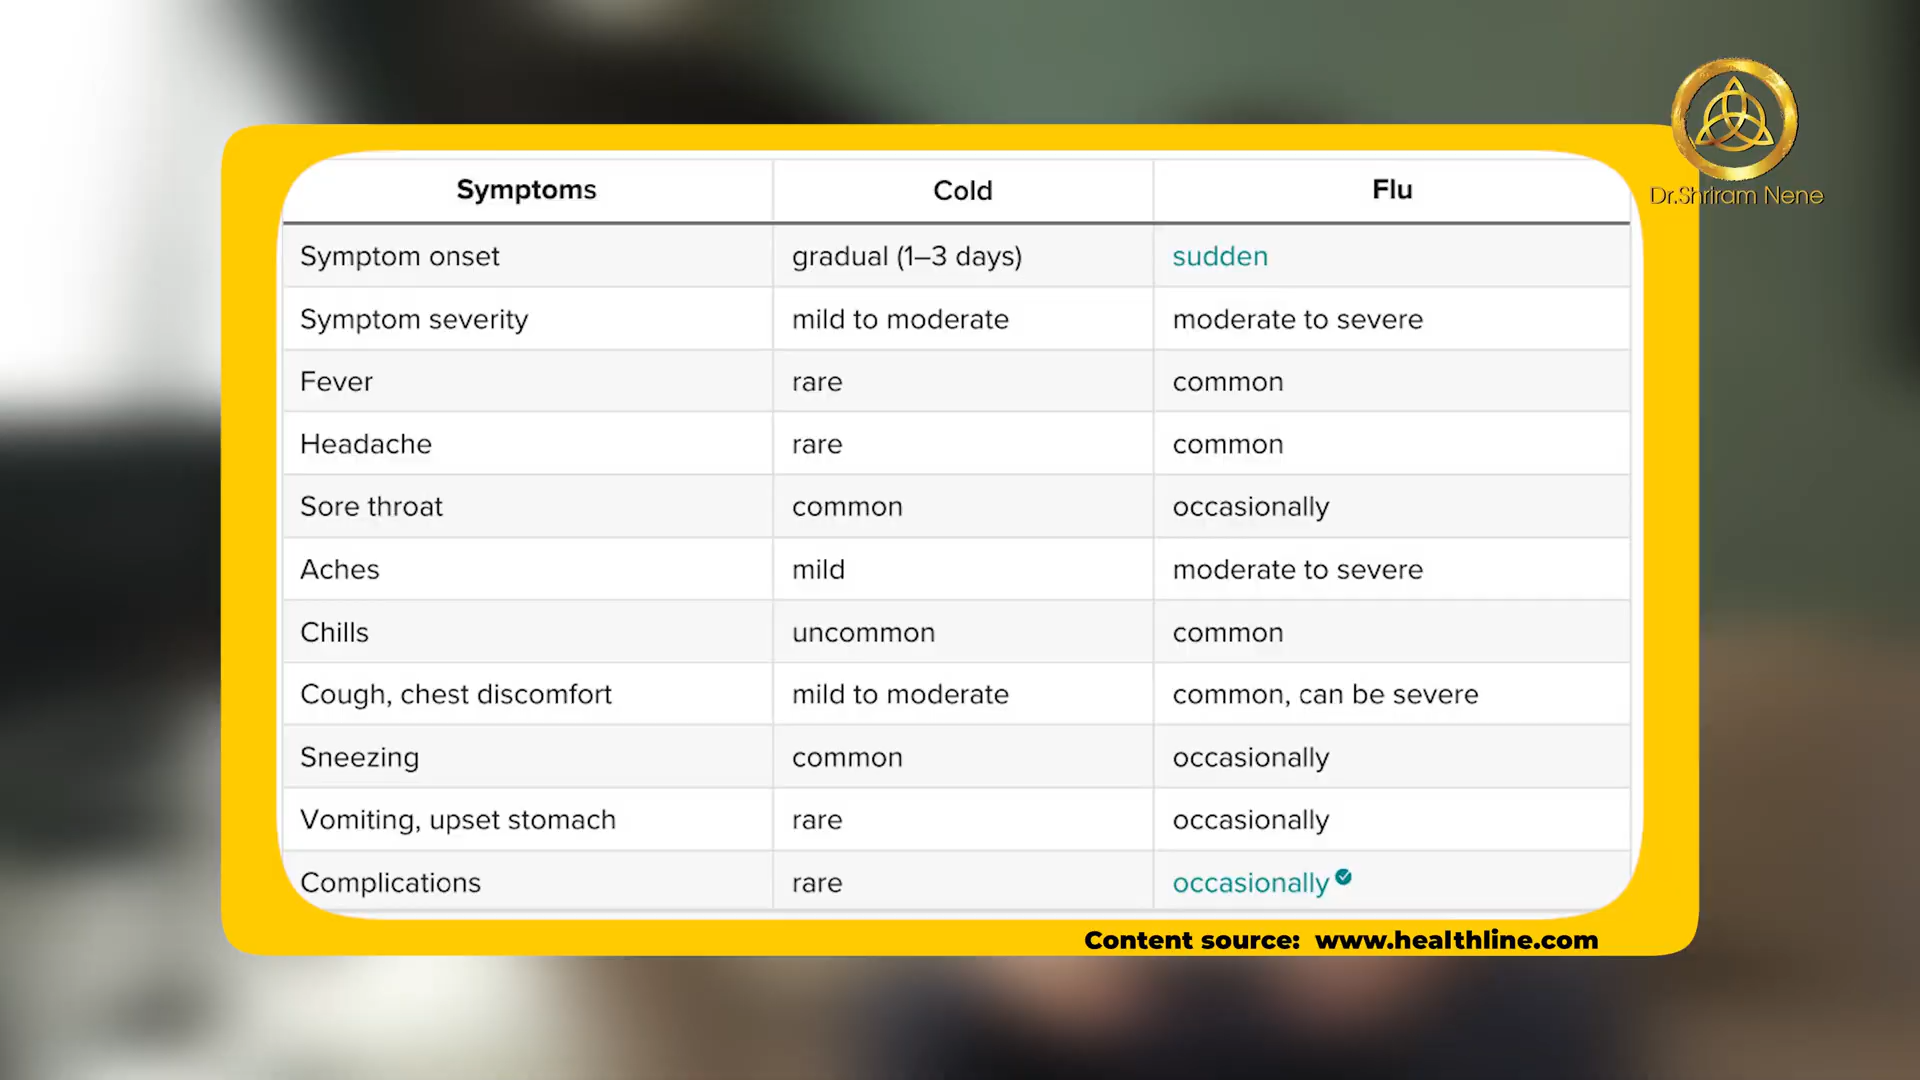 Dr.Shriram Nene
Symptoms Cold Flu
Symptom onset gradual (1–3 days) sudden
Symptom severity mild to moderate moderate to severe
Fever rare common
Headache rare common
Sore throat common occasionally
Aches mild moderate to severe
Chills uncommon common
Cough, chest discomfort mild to moderate common, can be severe
Sneezing common occasionally
Vomiting, upset stomach rare occasionally
Complications rare occasionally
Content source: www.healthline.com